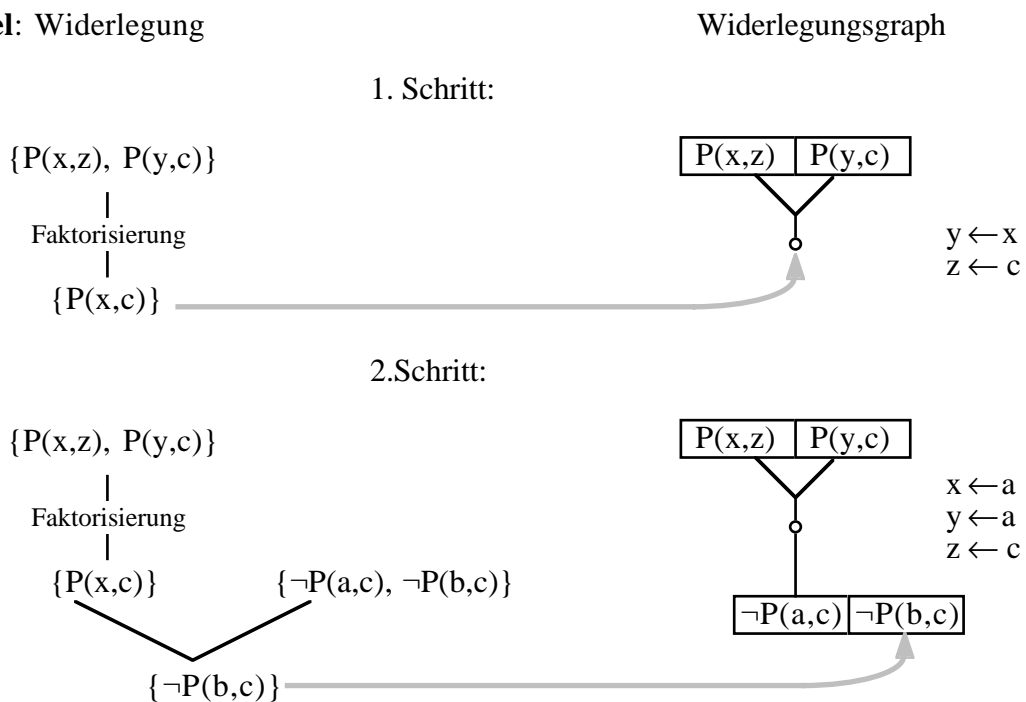 el: Widerlegung Widerlegungsgraph
1. Schritt:
{P(x,z), P(y,c)} P(x,z) P(y,c)
Faktorisierung y←x
z←c
{P(x,c)}
2.Schritt:
{P(x,z), P(y,c)} P(x,z) P(y,c)
x←a
Faktorisierung y←a
z←c
{P(x,c)} {¬P(a,c), ¬P(b,c)}
¬P(a,c) ¬P(b,c)
{¬P(b,c)}